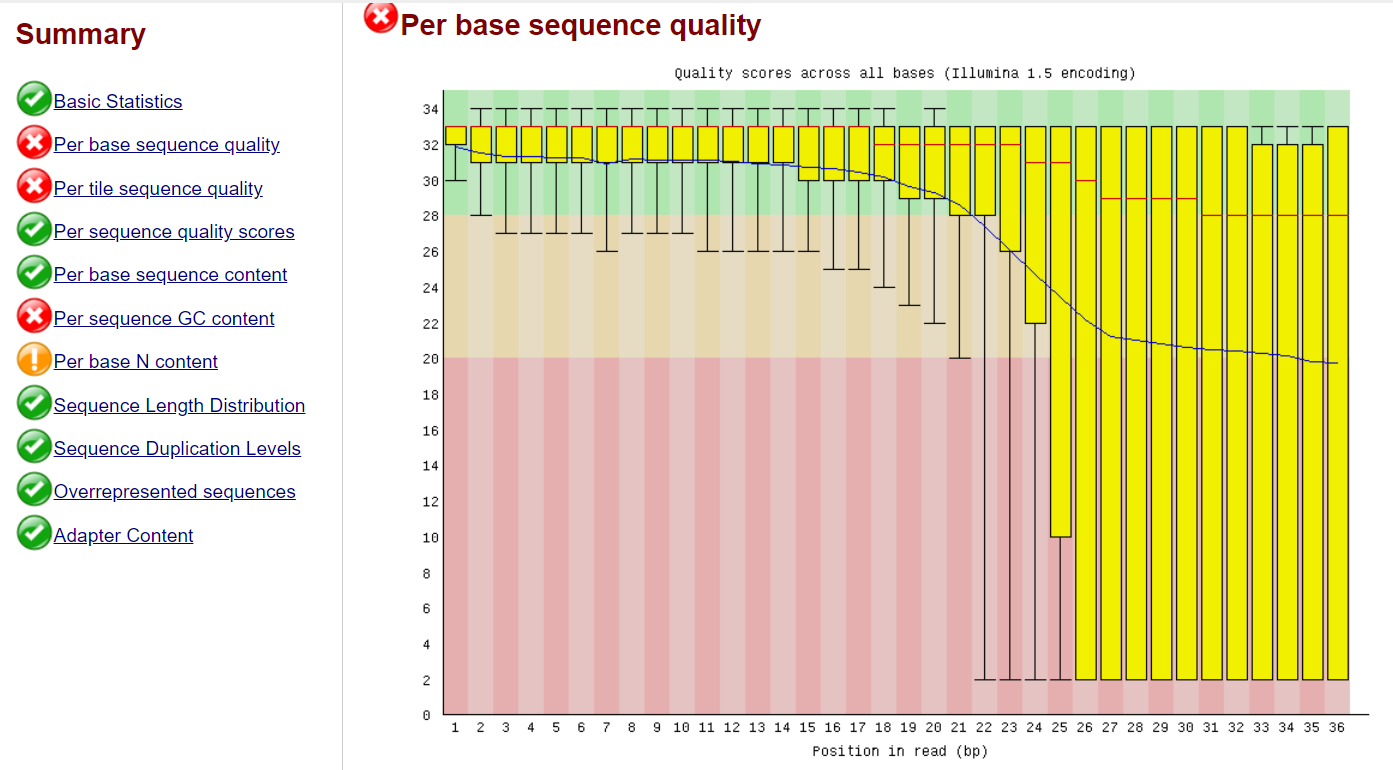 Summary
Basic Statistics
Per base sequence quality
Per tile sequence quality
Per sequence quality scores
Per base sequence content
Per sequence GC content
Per base N content
Sequence Length Distribution
Sequence Duplication Levels
Overrepresented sequences
Adapter Content
Per base sequence quality
Quality scores across all bases (Illumina 1.5 encoding)
34
32
30
28
26
24
22
20
18
16
14
12
10
8
6
4
2
0
1 2 3 4 5 6 7 8 9 10 11 12 13 14 15 16 17 18 19 20 21 22 23 24 25 26 27 28 29 30 31 32 33 34 35 36
Position in read (bp)